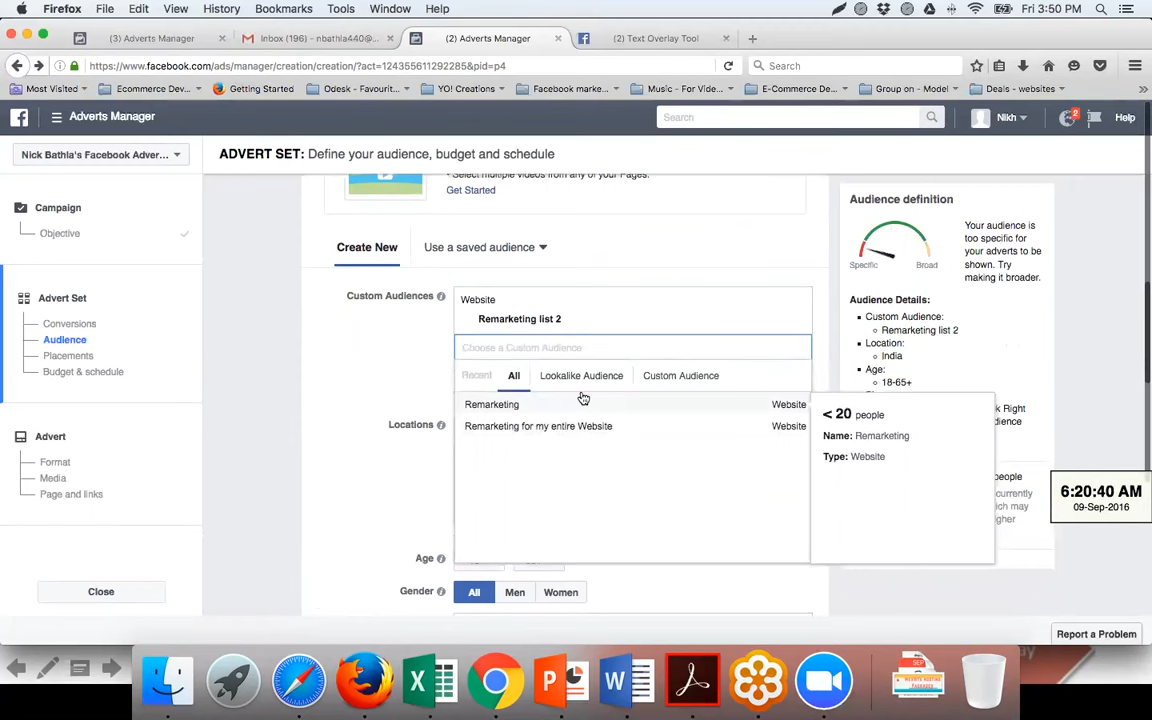 Firefox File Edit View History Bookmarks Tools Window Help Fri 3:50 PM
(3) Adverts Manager × Inbox (196) - nbathla440@... × (2) Adverts Manager × (2) Text Overlay Tool × +
https://www.facebook.com/ads/manager/creation/creation/?act=124355611292285&pid=p4 Search
Most Visited Ecommerce Dev... Getting Started Odesk - Favourit... YO! Creations Facebook marke... Music - For Vide... E-Commerce De... Group on - Model Deals - websites
Adverts Manager Search Nikh 2 Help
Nick Bathla's Facebook Adver... ADVERT SET: Define your audience, budget and schedule
• Select multiple videos from any of your Pages.
Get Started
Campaign
Objective
Advert Set
Conversions
Audience
Placements
Budget & schedule
Advert
Format
Media
Page and links
Close
Create New Use a saved audience
Custom Audiences Website
Remarketing list 2
Choose a Custom Audience
Recent All Lookalike Audience Custom Audience
Remarketing Website
Remarketing for my entire Website Website
Locations
Age
Gender All Men Women
< 20 people
Name: Remarketing
Type: Website
Audience definition
Specific Broad
Your audience is
too specific for
your adverts to be
shown. Try
making it broader.
Audience Details:
Custom Audience:
Remarketing list 2
Location:
India
Age:
18-65+
6:20:40 AM
09-Sep-2016
Report a Problem